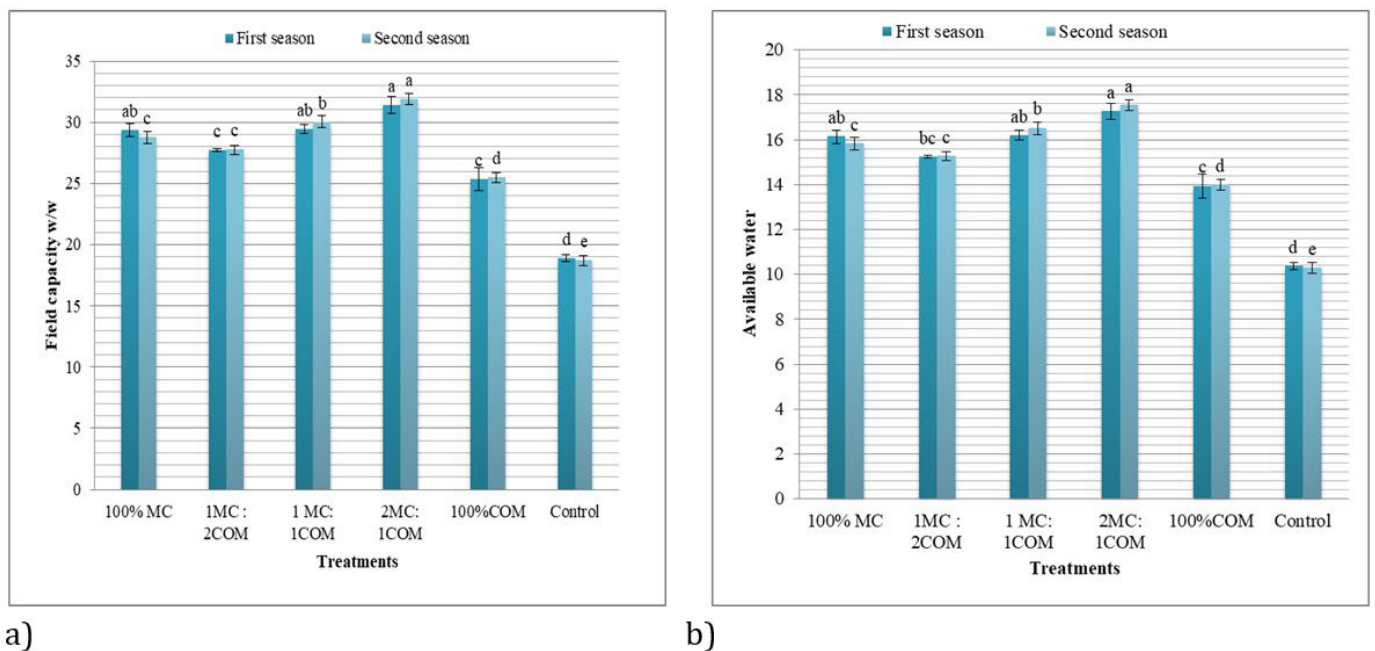 First season Second season
35
30
25
20
15
10
5
0
Field capacity w/w
ab c
c c
ab b
a a
c d
d e
100% MC 1MC : 1 MC: 2MC: 100%COM Control
2COM 1COM 1COM
Treatments
a)
First season Second season
20
18
16
14
12
10
8
6
4
2
0
Available water
ab c
bc c
ab b
a a
c d
d e
100% MC 1MC : 1 MC: 2MC: 100%COM Control
2COM 1COM 1COM
Treatments
b)